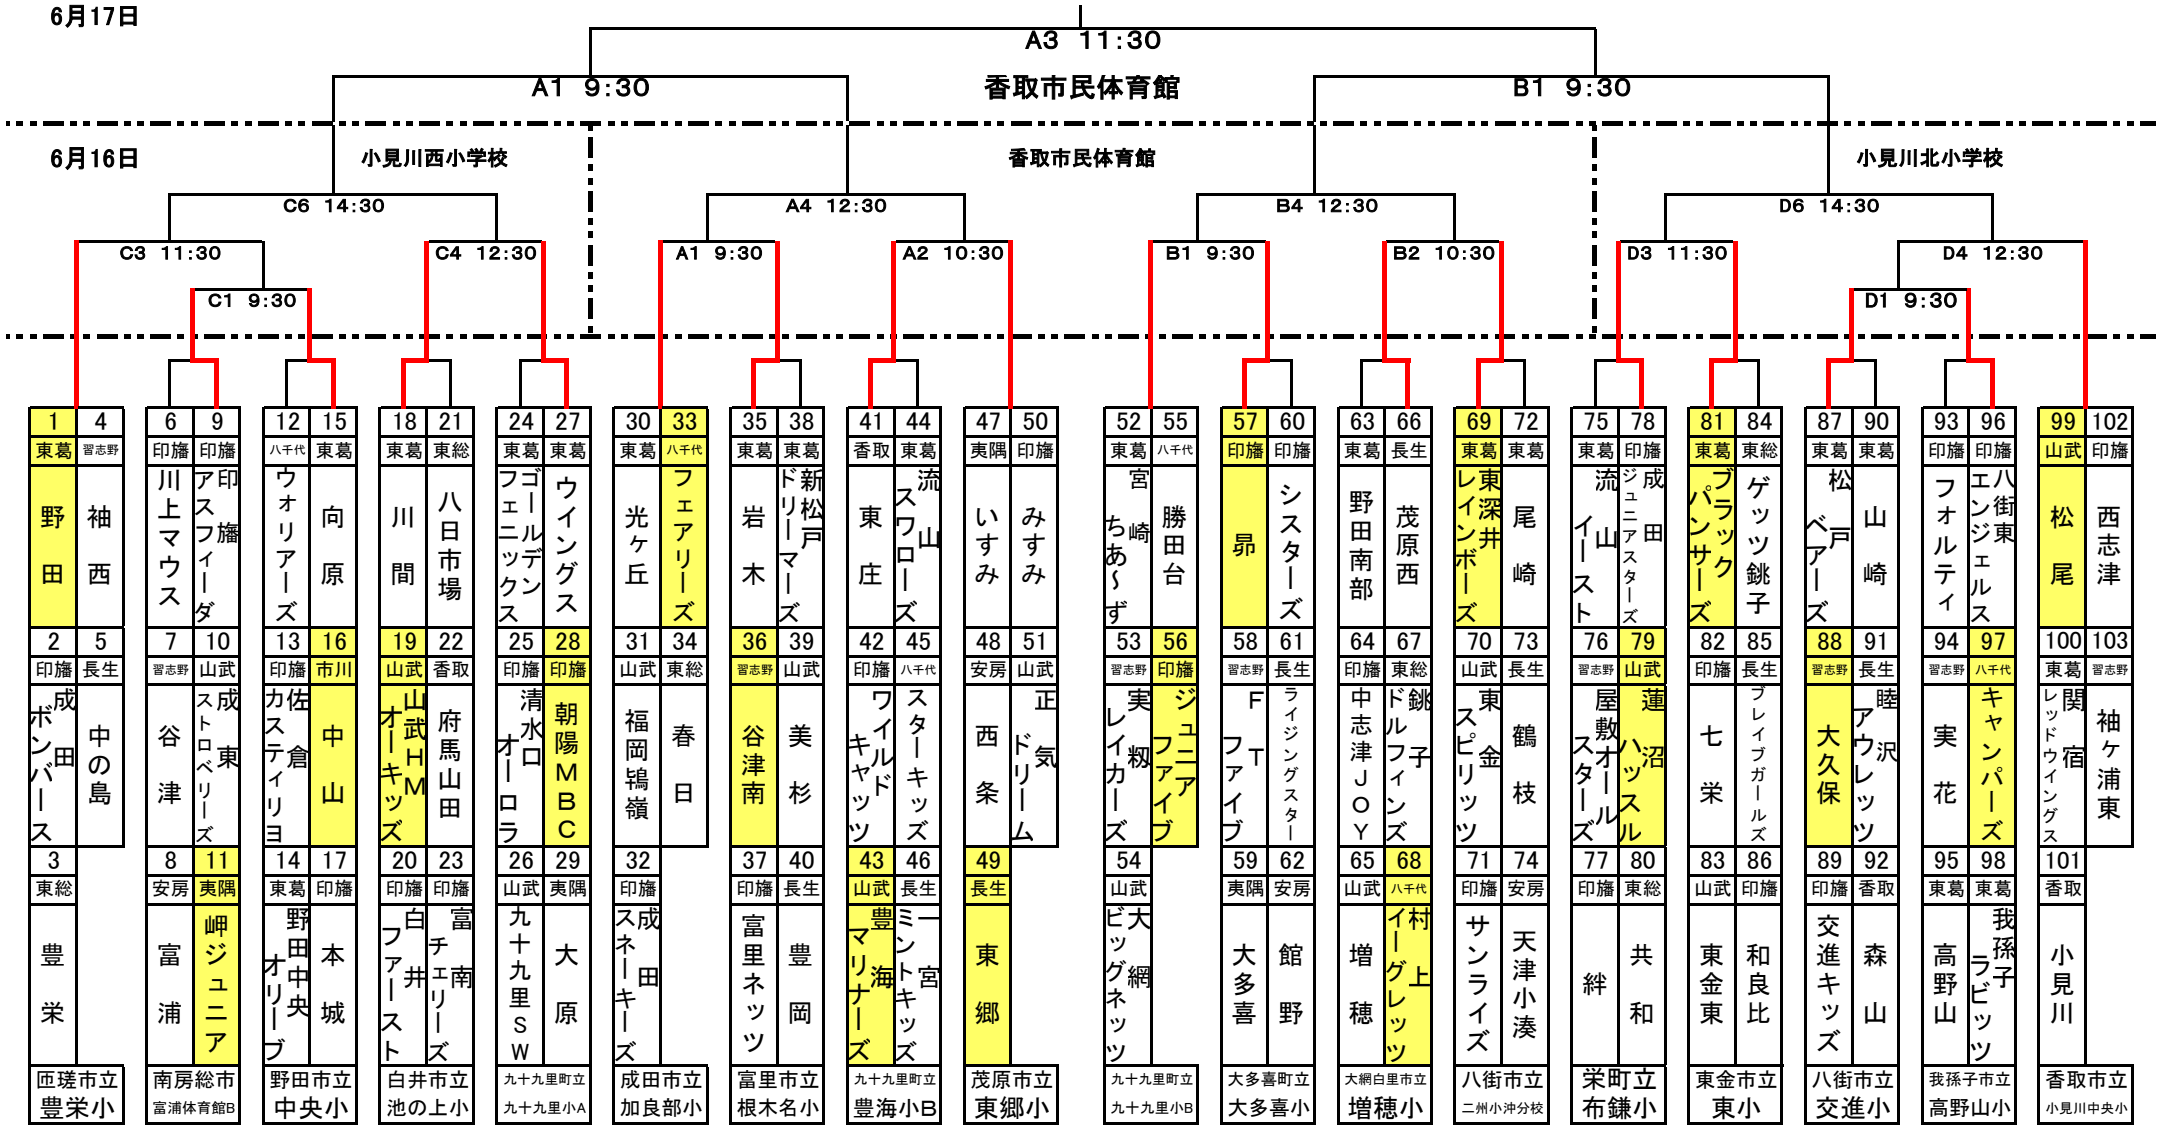 6月17日
A3 11:30
A1 9:30
香取市民体育館
B1 9:30
6月16日
小見川西小学校
香取市民体育館
小見川北小学校
C6 14:30
A4 12:30
B4 12:30
D6 14:30
C3 11:30
C4 12:30
A1 9:30
A2 10:30
B1 9:30
B2 10:30
D3 11:30
D4 12:30
C1 9:30
D1 9:30
1 東葛 野田
2 印旛 成田ボンバース
3 東総 豊栄
4 習志野 袖西
5 長生 中の島
匝瑳市立
豊栄小
6 印旛 川上マウス
7 習志野 谷津
8 安房 富浦
9 印旛 印旛アスフィーダ
10 山武 成東ストロベリーズ
11 夷隅 岬ジュニア
南房総市
富浦体育館B
12 八千代 ウォリアーズ
13 印旛 佐倉カスティリヨ
14 東葛 野田中央オリーブ
15 東葛 向原
16 市川 中山
17 印旛 本城
野田市立
中央小
18 東葛 川間
19 山武 山武HMオーキッズ
20 印旛 白井ファースト
21 東総 八日市場
22 香取 府馬山田
23 印旛 富南チェリーズ
白井市立
池の上小
24 東葛 ゴールデンフェニックス
25 印旛 清水口オーロラ
26 山武 九十九里SW
27 東葛 ウイングス
28 印旛 朝陽MBC
29 夷隅 大原
九十九里町立
九十九里小A
30 東葛 光ヶ丘
31 山武 福岡鴇嶺
32 印旛 成田スネーキーズ
33 八千代 フェアリーズ
34 東総 春日
成田市立
加良部小
35 東葛 岩木
36 習志野 谷津南
37 印旛 富里ネッツ
38 東葛 新松戸ドリーマーズ
39 山武 美杉
40 長生 豊岡
富里市立
根木名小
41 香取 東庄
42 印旛 ワイルドキャッツ
43 山武 豊海マリナーズ
44 東葛 流山スワローズ
45 八千代 スターキッズ
46 長生 一宮ミントキッズ
九十九里町立
豊海小B
47 夷隅 いすみ
48 安房 西条
49 長生 東郷
50 印旛 みすみ
51 山武 正気ドリーム
茂原市立
東郷小
52 東葛 宮崎ちあ～ず
53 習志野 実籾レイカーズ
54 山武 大網ビッグネッツ
55 八千代 勝田台
56 印旛 ジュニアファイブ
九十九里町立
九十九里小B
57 印旛 昴
58 習志野 FTファイブ
59 夷隅 大多喜
60 印旛 シスターズ
61 長生 ライジングスター
62 安房 館野
大多喜町立
大多喜小
63 東葛 野田南部
64 印旛 中志津JOY
65 山武 増穂
66 長生 茂原西
67 東総 銚子ドルフィンズ
68 八千代 村上イーグレッツ
大網白里市立
増穂小
69 東葛 東深井レインボーズ
70 山武 東金スピリッツ
71 印旛 サンライズ
72 東葛 尾崎
73 長生 鶴枝
74 安房 天津小湊
八街市立
二州小沖分校
75 東葛 流山イースト
76 習志野 屋敷オールスターズ
77 印旛 絆
78 印旛 成田ジュニアスターズ
79 山武 蓮沼ハッスル
80 東総 共和
栄町立
布鎌小
81 東葛 ブラックパンサーズ
82 印旛 七栄
83 山武 東金東
84 東総 ゲッツ銚子
85 長生 ブレイブガールズ
86 印旛 和良比
東金市立
東小
87 東葛 松戸ベアーズ
88 習志野 大久保
89 印旛 交進キッズ
90 東葛 山崎
91 長生 睦沢アウレッツ
92 香取 森山
八街市立
交進小
93 印旛 フォルティ
94 習志野 実花
95 東葛 高野山
96 印旛 八街東エンジェルス
97 八千代 キャンパーズ
98 東葛 我孫子ラビッツ
我孫子市立
高野山小
99 山武 松尾
100 東葛 関宿レッドウイングス
101 香取 小見川
102 印旛 西志津
103 習志野 袖ヶ浦東
香取市立
小見川中央小